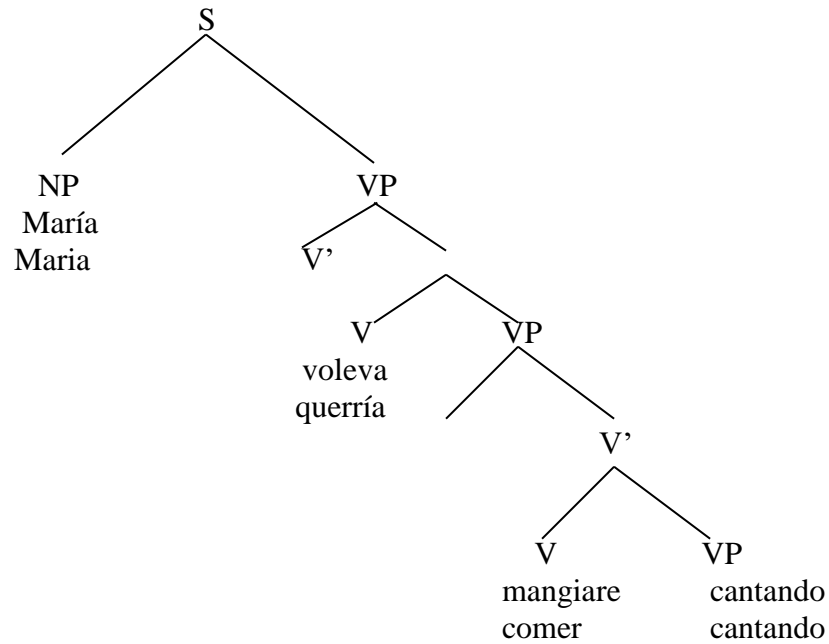 S
NP VP
María
Maria V’
V VP
voleva
querría
V’
V VP
mangiare cantando
comer cantando